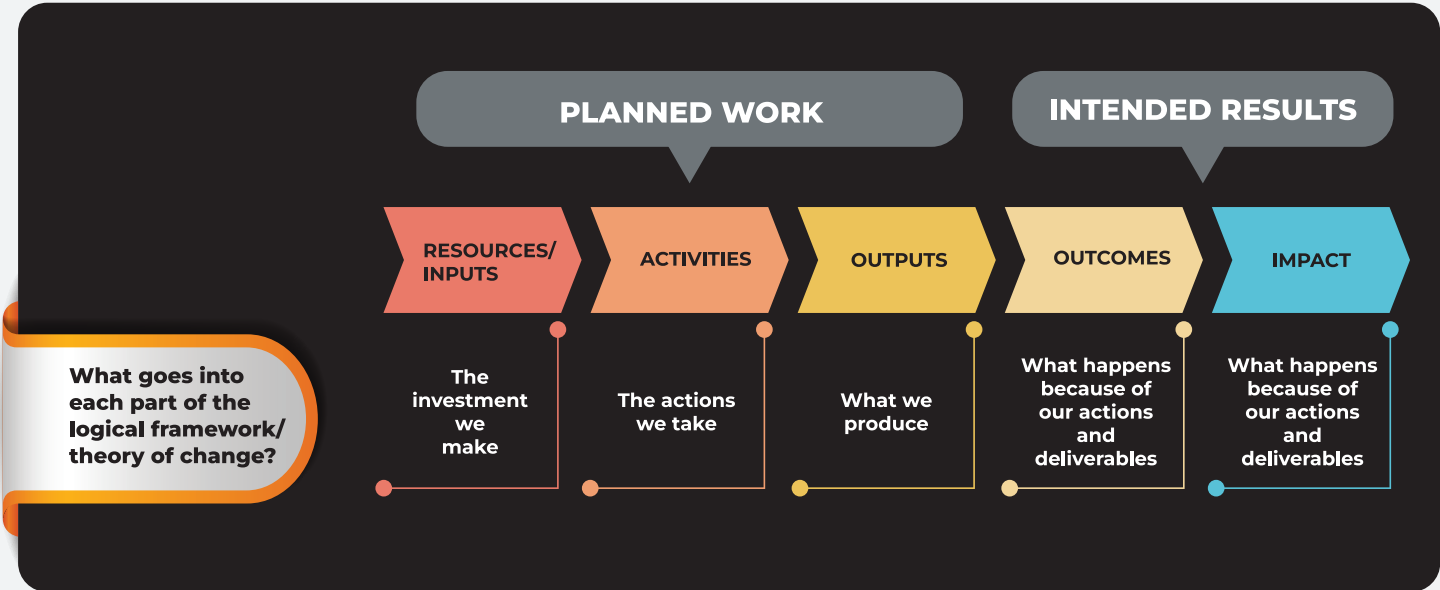 PLANNED WORK
INTENDED RESULTS
RESOURCES/
INPUTS
ACTIVITIES
OUTPUTS
OUTCOMES
IMPACT
What goes into
each part of the
logical framework/
theory of change?
The
investment
we
make
The actions
we take
What we
produce
What happens
because of
our actions
and
deliverables
What happens
because of
our actions
and
deliverables